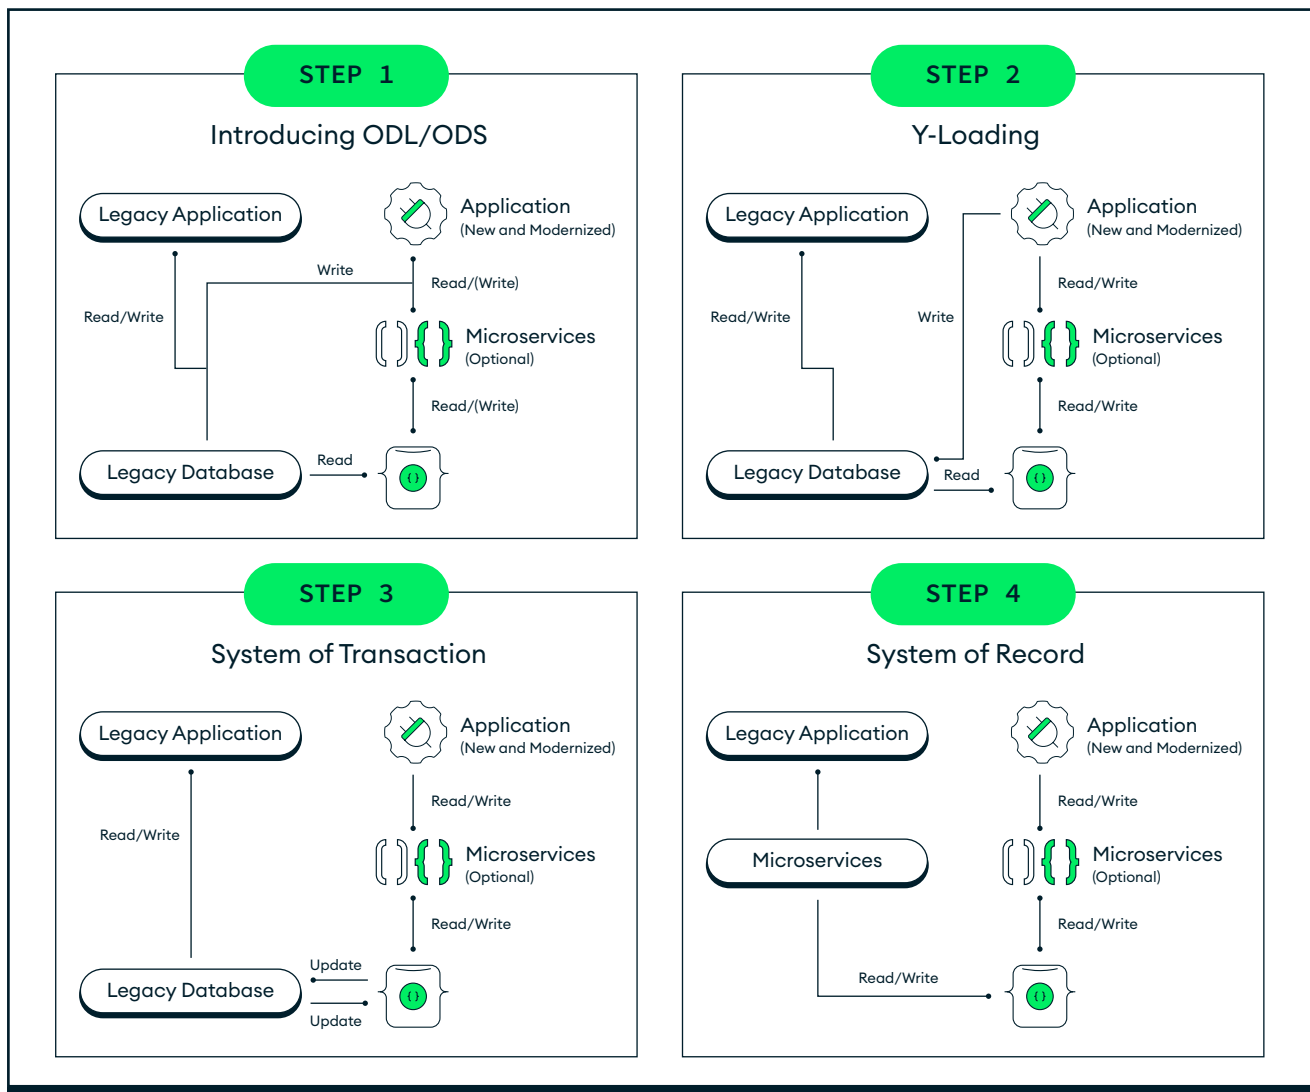 STEP 1
Introducing ODL/ODS
Legacy Application
Application
(New and Modernized)
Write
Read/(Write)
Read/Write
Microservices
(Optional)
Read/(Write)
Legacy Database
Read
{ }
STEP 2
Y-Loading
Legacy Application
Application
(New and Modernized)
Read/Write
Read/Write
Write
Microservices
(Optional)
Read/Write
Legacy Database
Read
{ }
STEP 3
System of Transaction
Legacy Application
Application
(New and Modernized)
Read/Write
Read/Write
Microservices
(Optional)
Read/Write
Update
Legacy Database
Update
{ }
STEP 4
System of Record
Legacy Application
Application
(New and Modernized)
Read/Write
Microservices
Microservices
(Optional)
Read/Write
Read/Write
{ }